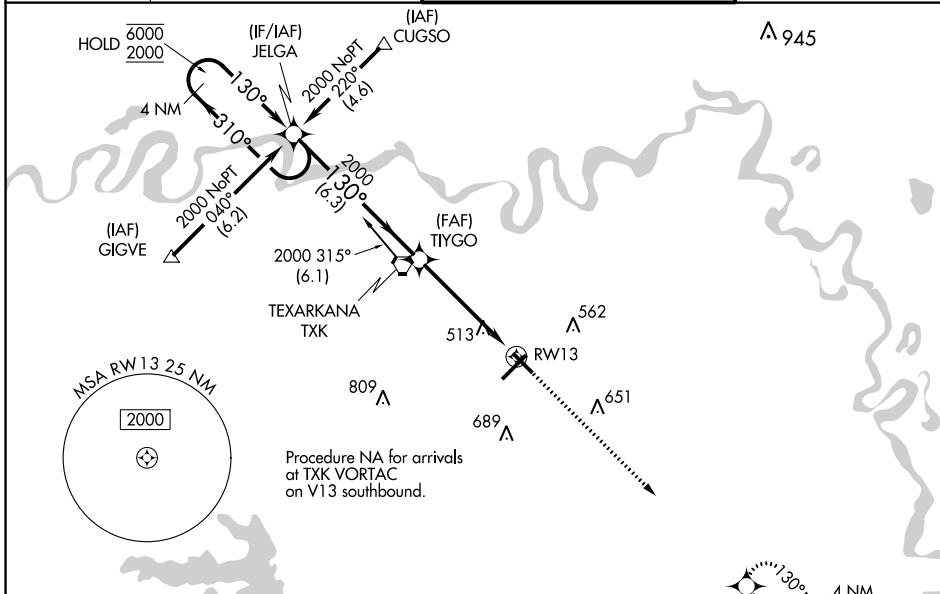 HOLD 6000
2000
(IF/IAF)
JELGA
(IAF)
CUGSO
945
4 NM
130°
310°
2000 NoPT
220°
(4.6)
2000 NoPT
040°
(6.2)
(IAF)
GIGVE
2000
130°
(6.3)
(FAF)
TIYGO
2000 315°
(6.1)
TEXARKANA
TXK
513
562
RW13
809
651
689
MSA RW13 25 NM
2000
Procedure NA for arrivals
at TXK VORTAC
on V13 southbound.
130°
4 NM